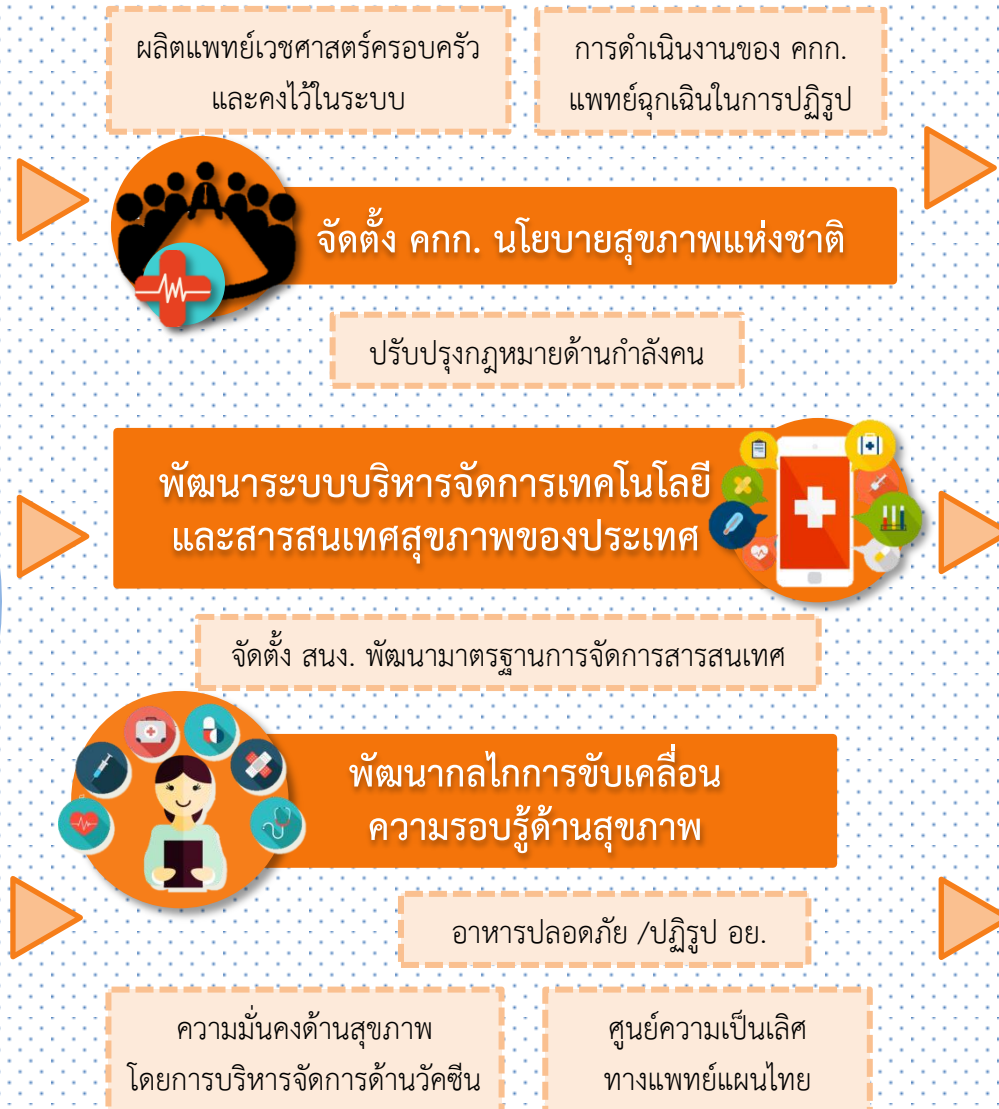 ผลิตแพทย์เวชศาสตร์ครอบครัว
และคงไว้ในระบบ
การดำเนินงานของ คกก.
แพทย์ฉุกเฉินในการปฏิรูป
จัดตั้ง คกก. นโยบายสุขภาพแห่งชาติ
ปรับปรุงกฎหมายด้านกำลังคน
พัฒนาระบบบริหารจัดการเทคโนโลยี
และสารสนเทศสุขภาพของประเทศ
จัดตั้ง สนง. พัฒนามาตรฐานการจัดการสารสนเทศ
พัฒนากลไกการขับเคลื่อน
ความรอบรู้ด้านสุขภาพ
อาหารปลอดภัย /ปฏิรูป อย.
ความมั่นคงด้านสุขภาพ
โดยการบริหารจัดการด้านวัคซีน
ศูนย์ความเป็นเลิศ
ทางแพทย์แผนไทย